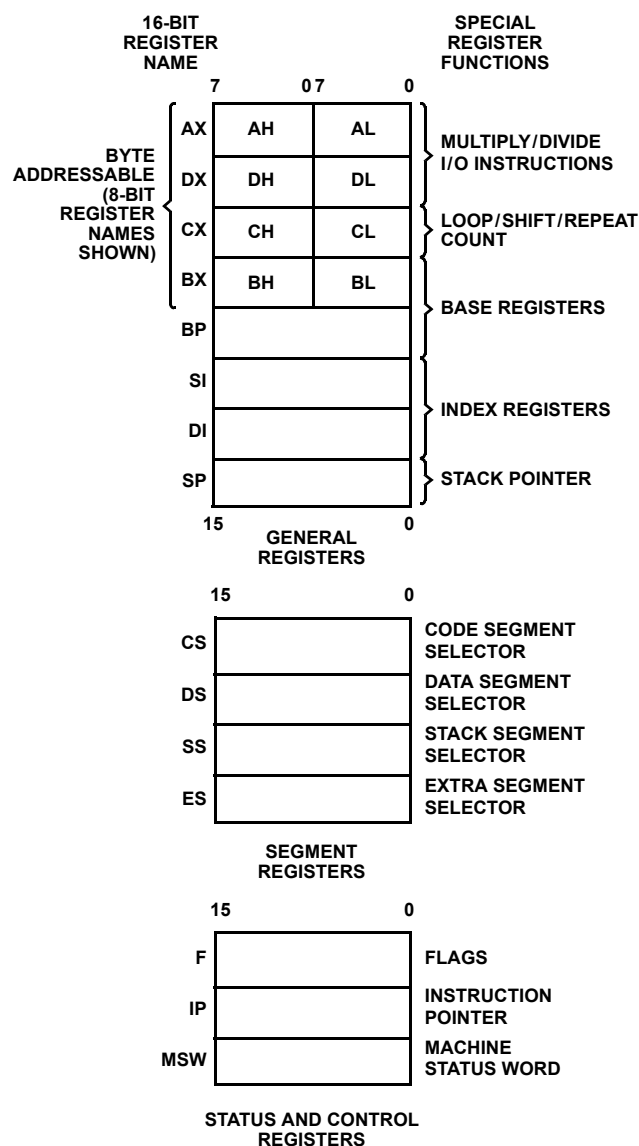 16-BIT
REGISTER
NAME
SPECIAL
REGISTER
FUNCTIONS
7 0 7 0
BYTE
ADDRESSABLE
(8-BIT
REGISTER
NAMES
SHOWN)
AX AH AL
DX DH DL
MULTIPLY/DIVIDE
I/O INSTRUCTIONS
CX CH CL
LOOP/SHIFT/REPEAT
COUNT
BX BH BL
BP
BASE REGISTERS
SI
DI
INDEX REGISTERS
SP
STACK POINTER
15 0
GENERAL
REGISTERS
15 0
CS
CODE SEGMENT
SELECTOR
DS
DATA SEGMENT
SELECTOR
SS
STACK SEGMENT
SELECTOR
ES
EXTRA SEGMENT
SELECTOR
SEGMENT
REGISTERS
15 0
F
FLAGS
IP
INSTRUCTION
POINTER
MSW
MACHINE
STATUS WORD
STATUS AND CONTROL
REGISTERS